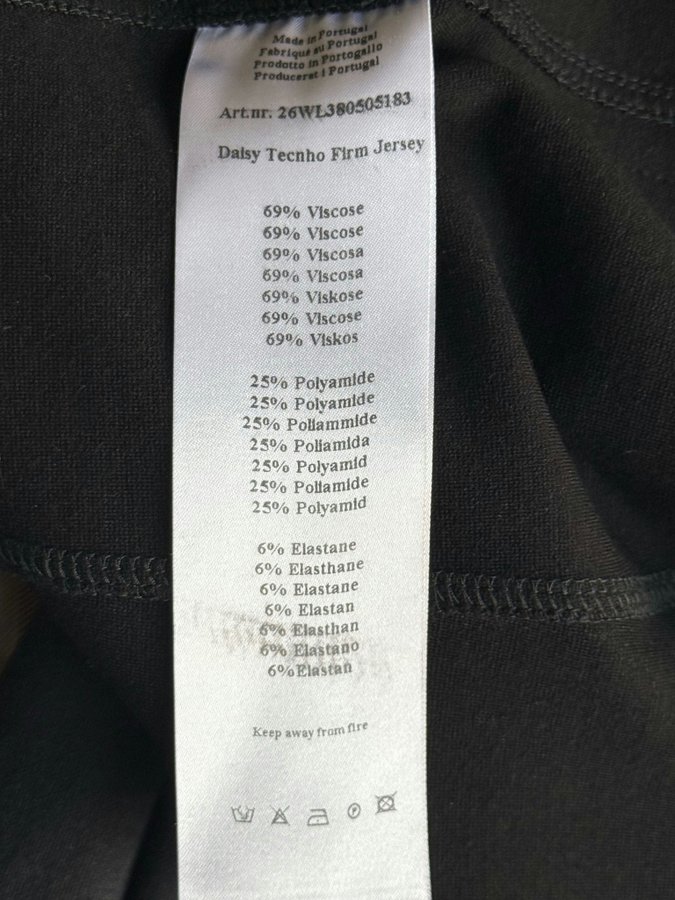 Made in Portugal
Fabriqué au Portugal
Prodotto in Portogallo
Producerat i Portugal
Art.nr. 26WL380505183
Daisy Tecnho Firm Jersey
69% Viscose
69% Viscose
69% Viscosa
69% Viscosa
69% Viskose
69% Viscose
69% Viskos
25% Polyamide
25% Polyamide
25% Poliammide
25% Poliamida
25% Polyamid
25% Poliamide
25% Polyamid
6% Elastane
6% Elasthane
6% Elastane
6% Elastan
6% Elasthan
6% Elastano
6%Elastan
Keep away from fire